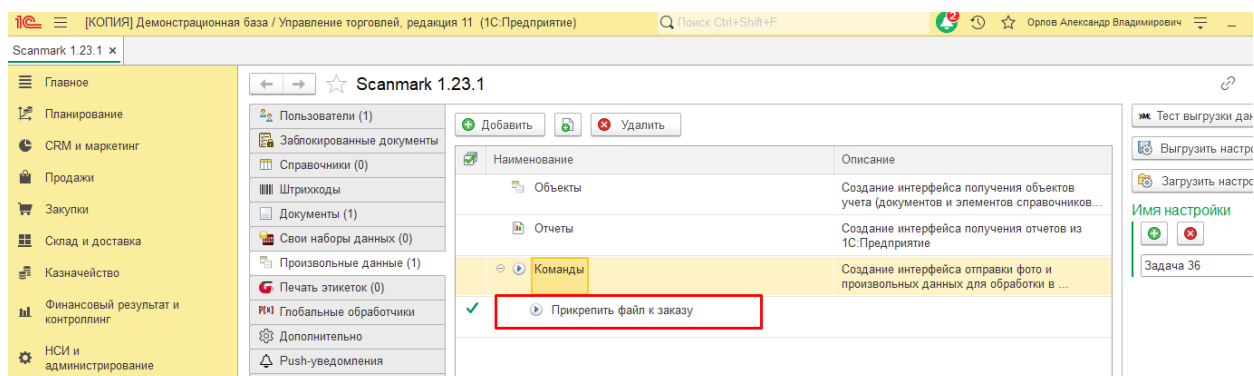 [КОПИЯ] Демонстрационная база / Управление торговлей, редакция 11 (1С:Предприятие)
Поиск Ctrl+Shift+F
2
Орлов Александр Владимирович
Scanmark 1.23.1 ×
Главное
Планирование
CRM и маркетинг
Продажи
Закупки
Склад и доставка
Казначейство
Финансовый результат и
контроллинг
НСИ и
администрирование
Scanmark 1.23.1
Пользователи (1)
Заблокированные документы
Справочники (0)
Штрихкоды
Документы (1)
Свои наборы данных (0)
Произвольные данные (1)
Печать этикеток (0)
Глобальные обработчики
Дополнительно
Push-уведомления
Добавить
Удалить
Наименование
Описание
Объекты
Создание интерфейса получения объектов
учета (документов и элементов справочников...
Отчеты
Создание интерфейса получения отчетов из
1С:Предприятие
Команды
Создание интерфейса отправки фото и
произвольных данных для обработки в ...
Прикрепить файл к заказу
XML Тест выгрузки дан
Выгрузить настро
Загрузить настро
Имя настройки
Задача 36